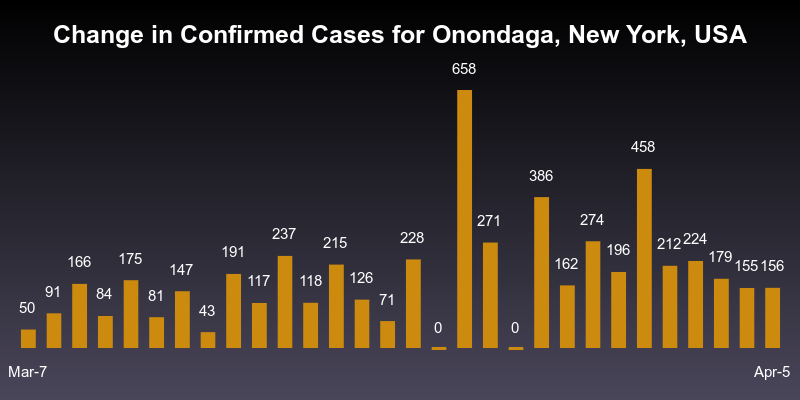 Change in Confirmed Cases for Onondaga, New York, USA
50 91 166 84 175 81 147 43 191 117 237 118 215 126 71 228 0 658 271 0 386 162 274 196 458 212 224 179 155 156
Mar-7 Apr-5